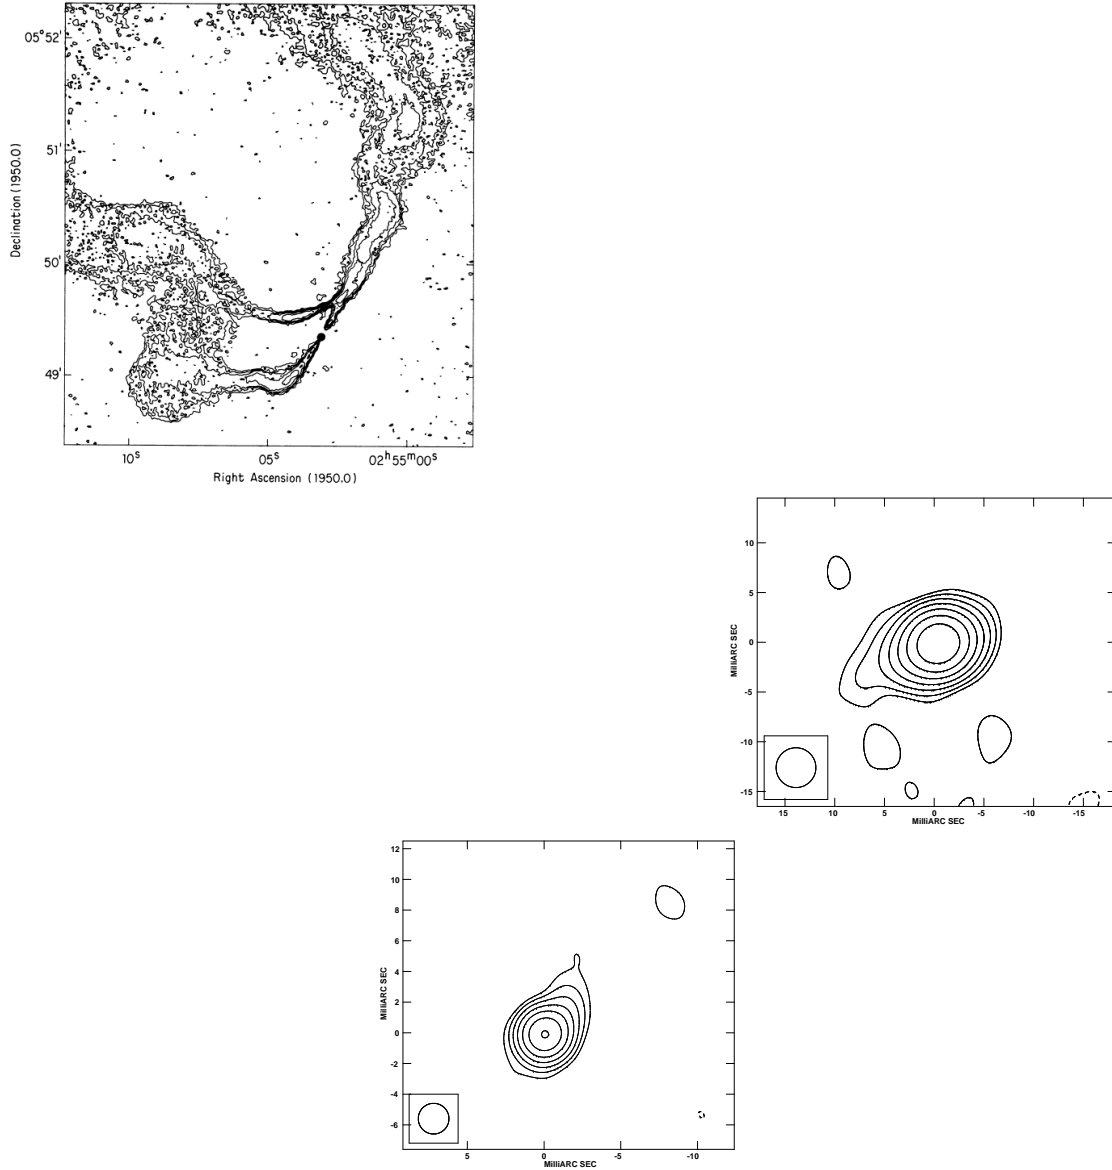 05°52'
51'
50'
49'
Declination (1950.0)
10s 05s 02h55m00s
Right Ascension (1950.0)
10
5
0
-5
-10
-15
MilliARC SEC
15 10 5 0 -5 -10 -15
MilliARC SEC
12
10
8
6
4
2
0
-2
-4
-6
MilliARC SEC
5 0 -5 -10
MilliARC SEC